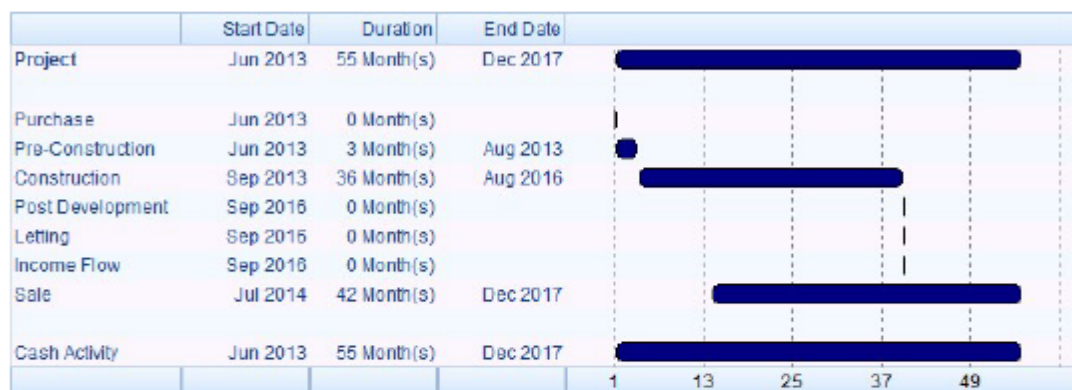 Start Date Duration End Date
Project Jun 2013 55 Month(s) Dec 2017
Purchase Jun 2013 0 Month(s)
Pre-Construction Jun 2013 3 Month(s) Aug 2013
Construction Sep 2013 36 Month(s) Aug 2016
Post Development Sep 2016 0 Month(s)
Letting Sep 2016 0 Month(s)
Income Flow Sep 2016 0 Month(s)
Sale Jul 2014 42 Month(s) Dec 2017
Cash Activity Jun 2013 55 Month(s) Dec 2017
1 13 25 37 49